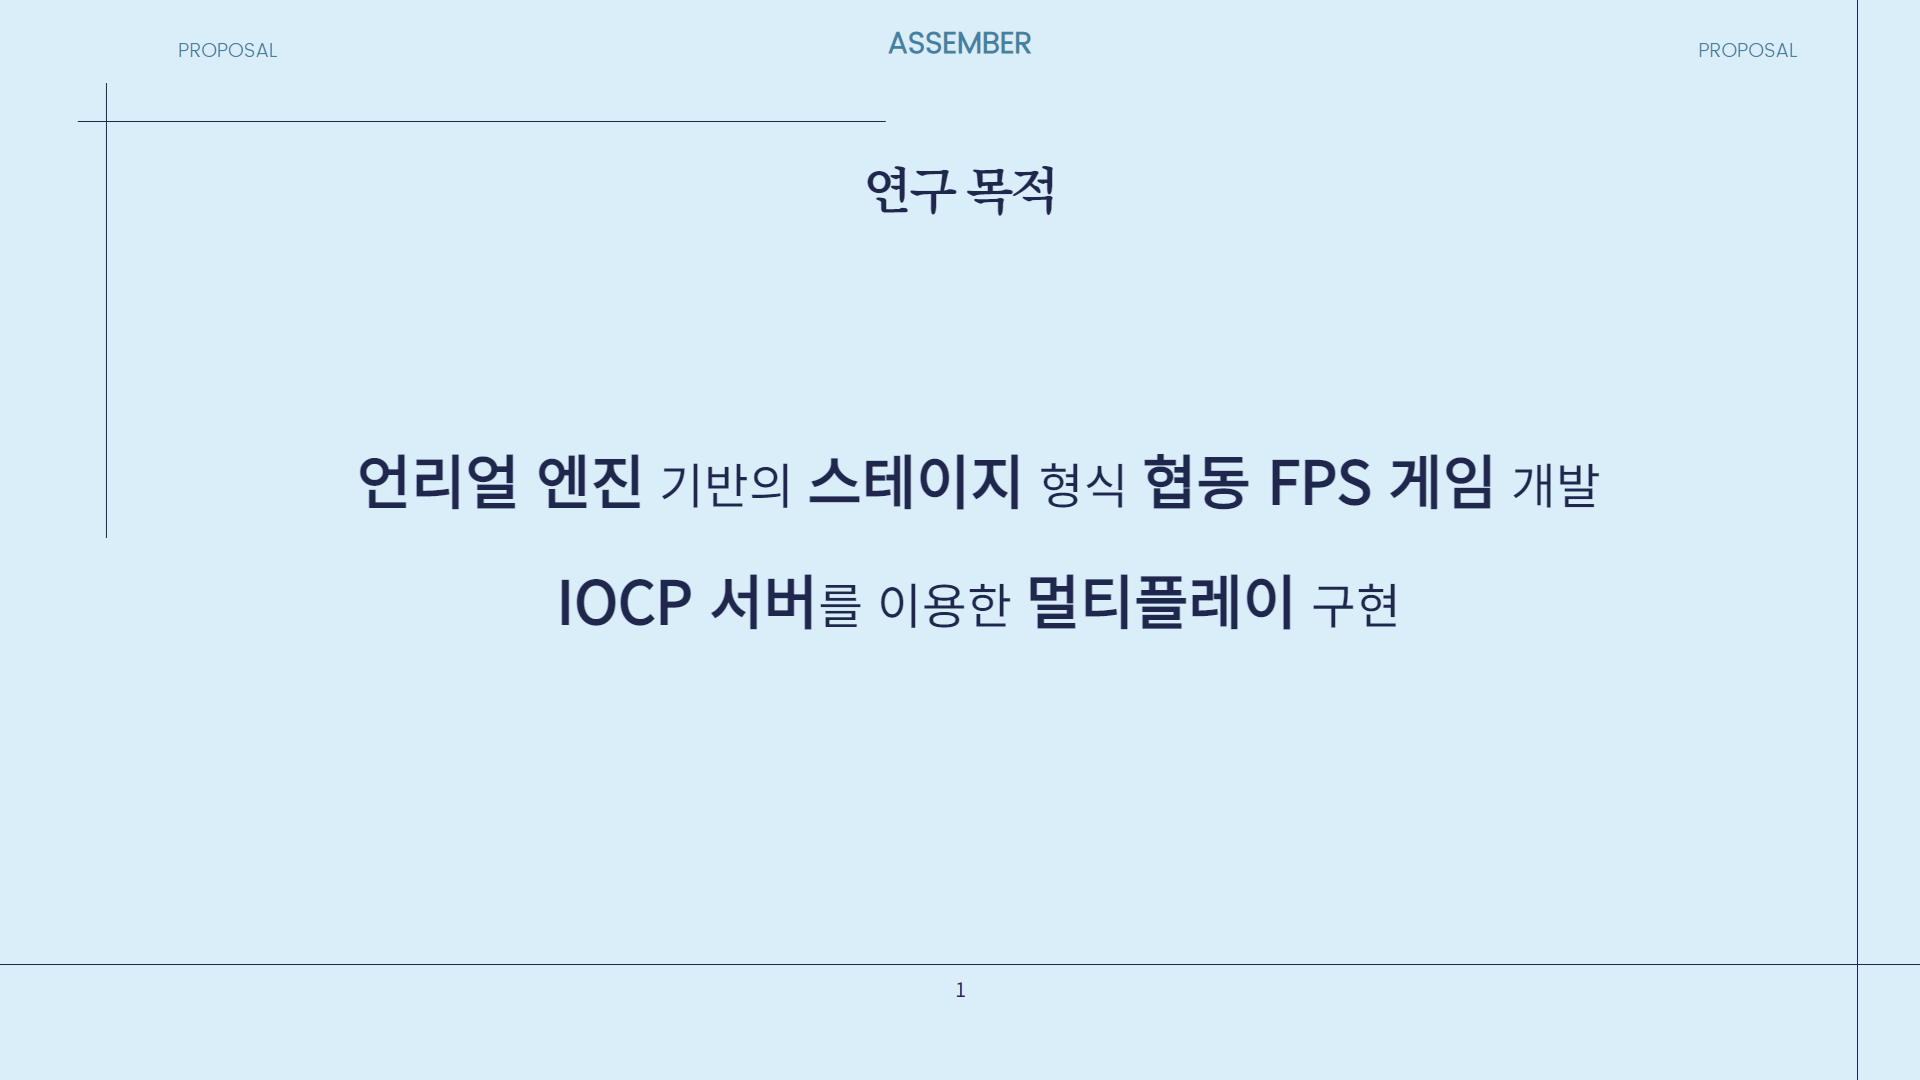 PROPOSAL
ASSEMBER
PROPOSAL
연구 목적
언리얼 엔진 기반의 스테이지 형식 협동 FPS 게임 개발
IOCP 서버를 이용한 멀티플레이 구현
1